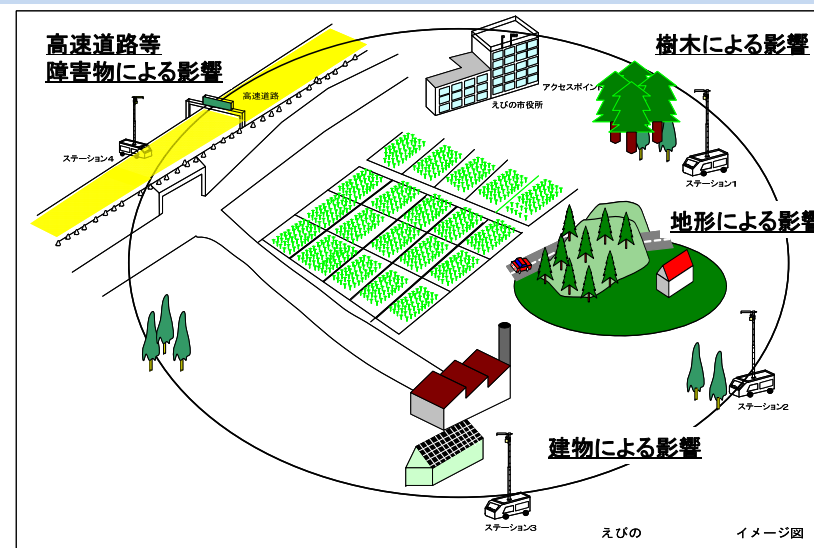 高速道路等
障害物による影響
樹木による影響
高速道路
アクセスポイント
えびの市役所
ステーション4
ステーション1
地形による影響
ステーション2
建物による影響
ステーション3
えびの
イメージ図